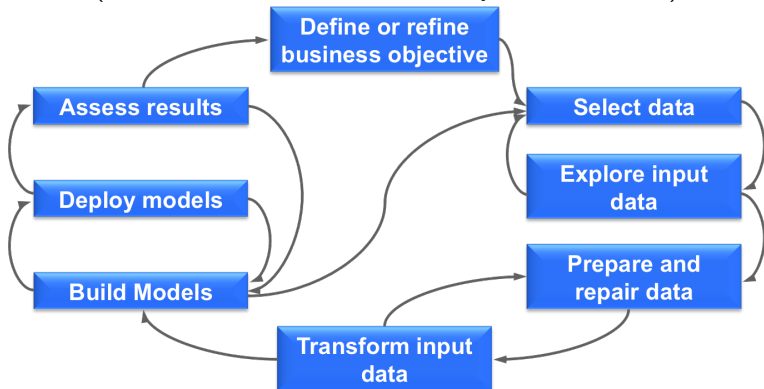 Define or refine
business objective
Assess results
Select data
Explore input
data
Deploy models
Prepare and
repair data
Build Models
Transform input
data